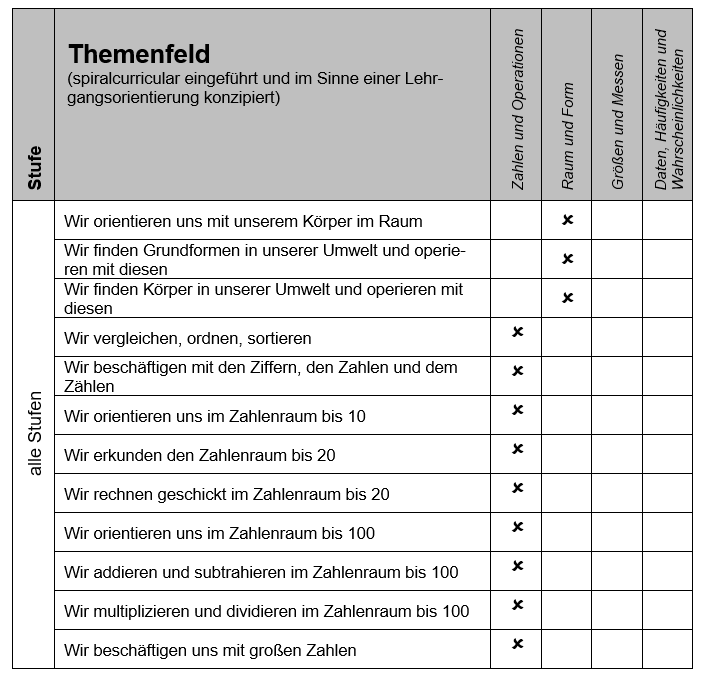 Stufe
Themenfeld
(spiralcurricular eingeführt und im Sinne einer Lehr-
gangsorientierung konzipiert)
Zahlen und Operationen
Raum und Form
Größen und Messen
Daten, Häufigkeiten und
Wahrscheinlichkeiten
alle Stufen
Wir orientieren uns mit unserem Körper im Raum
✘
Wir finden Grundformen in unserer Umwelt und operie-
ren mit diesen
✘
Wir finden Körper in unserer Umwelt und operieren mit
diesen
✘
Wir vergleichen, ordnen, sortieren
✘
Wir beschäftigen mit den Ziffern, den Zahlen und dem
Zählen
✘
Wir orientieren uns im Zahlenraum bis 10
✘
Wir erkunden den Zahlenraum bis 20
✘
Wir rechnen geschickt im Zahlenraum bis 20
✘
Wir orientieren uns im Zahlenraum bis 100
✘
Wir addieren und subtrahieren im Zahlenraum bis 100
✘
Wir multiplizieren und dividieren im Zahlenraum bis 100
✘
Wir beschäftigen uns mit großen Zahlen
✘